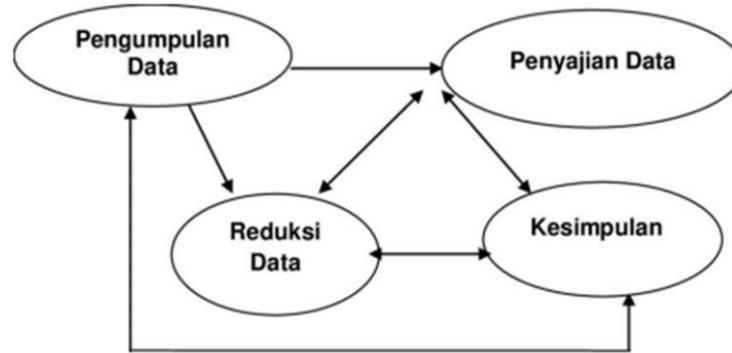 Pengumpulan
Data
Penyajian Data
Reduksi
Data
Kesimpulan